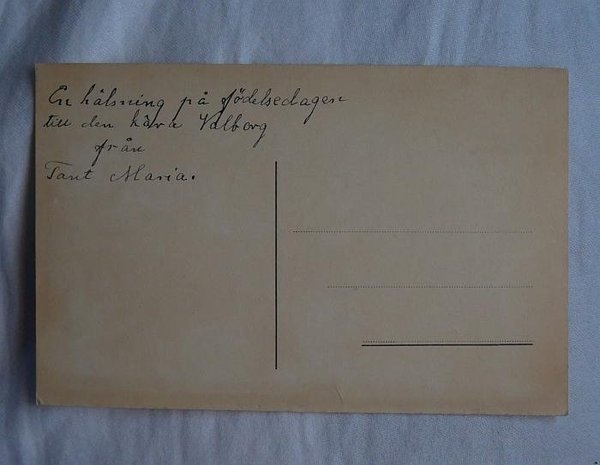 En hälsning på födelsedagen
till den kära Valborg
från
Tant Maria.